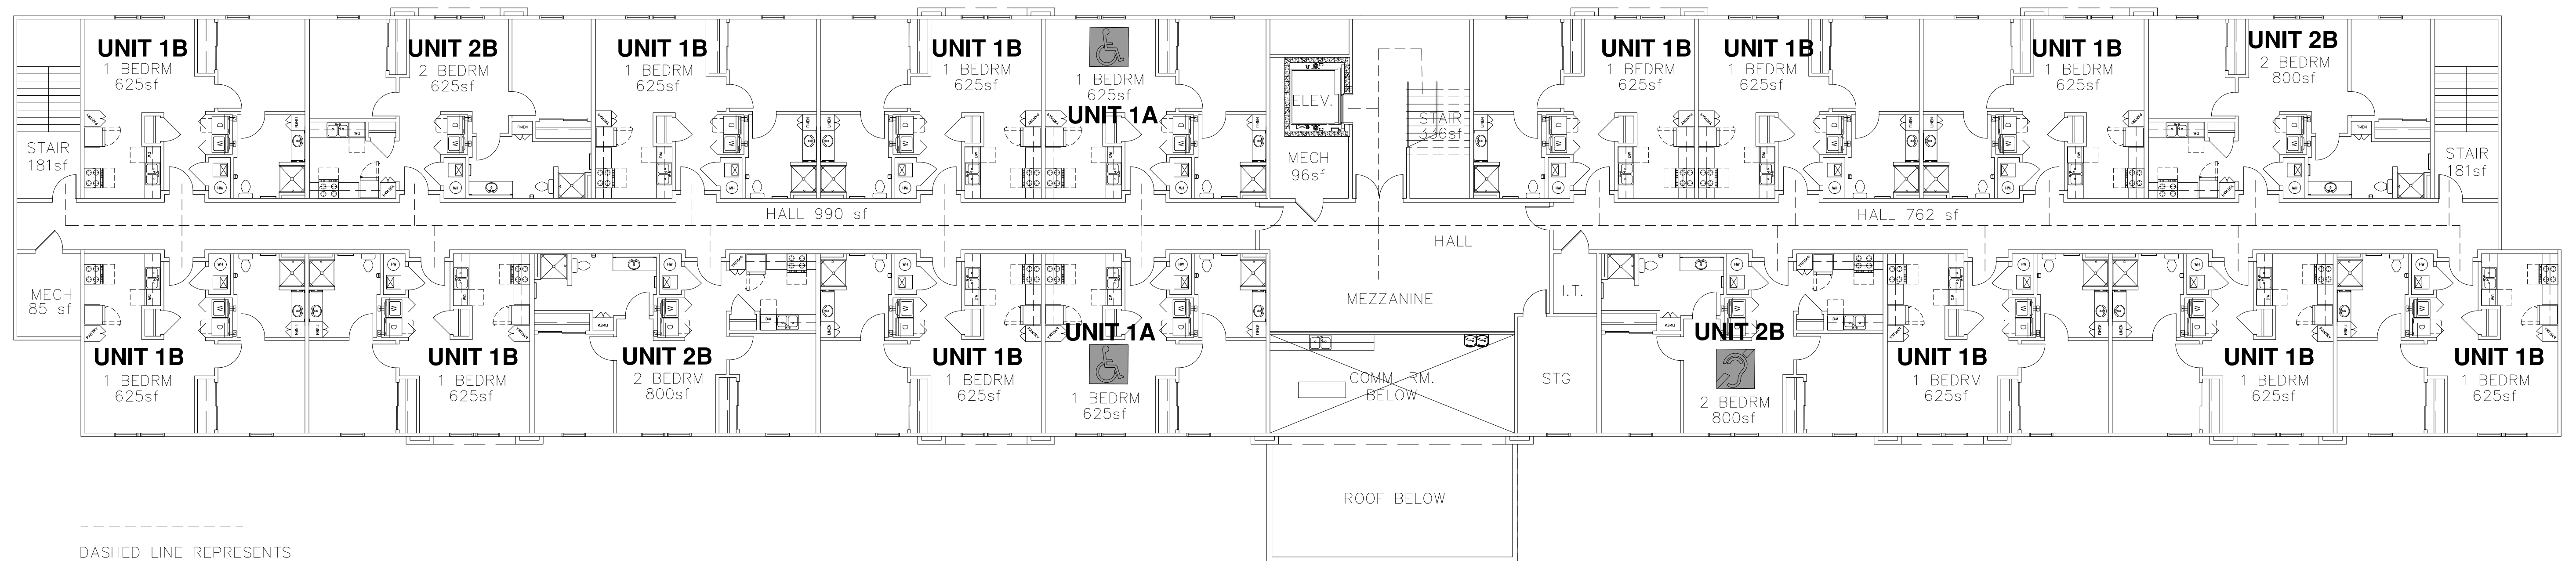 UNIT 1B
1 BEDRM
625sf
UNIT 2B
2 BEDRM
625sf
UNIT 1B
1 BEDRM
625sf
UNIT 1B
1 BEDRM
625sf
1 BEDRM
625sf
UNIT 1A
ELEV.
MECH
96sf
STAIR
336sf
UNIT 1B
1 BEDRM
625sf
UNIT 1B
1 BEDRM
625sf
UNIT 1B
1 BEDRM
625sf
UNIT 2B
2 BEDRM
800sf
STAIR
181sf
STAIR
181sf
HALL 990 sf
HALL
HALL 762 sf
MECH
85 sf
MEZZANINE
I.T.
UNIT 1B
1 BEDRM
625sf
UNIT 1B
1 BEDRM
625sf
UNIT 2B
2 BEDRM
800sf
UNIT 1B
1 BEDRM
625sf
UNIT 1A
1 BEDRM
625sf
COMM. RM.
BELOW
STG
UNIT 2B
2 BEDRM
800sf
UNIT 1B
1 BEDRM
625sf
UNIT 1B
1 BEDRM
625sf
UNIT 1B
1 BEDRM
625sf
ROOF BELOW
DASHED LINE REPRESENTS